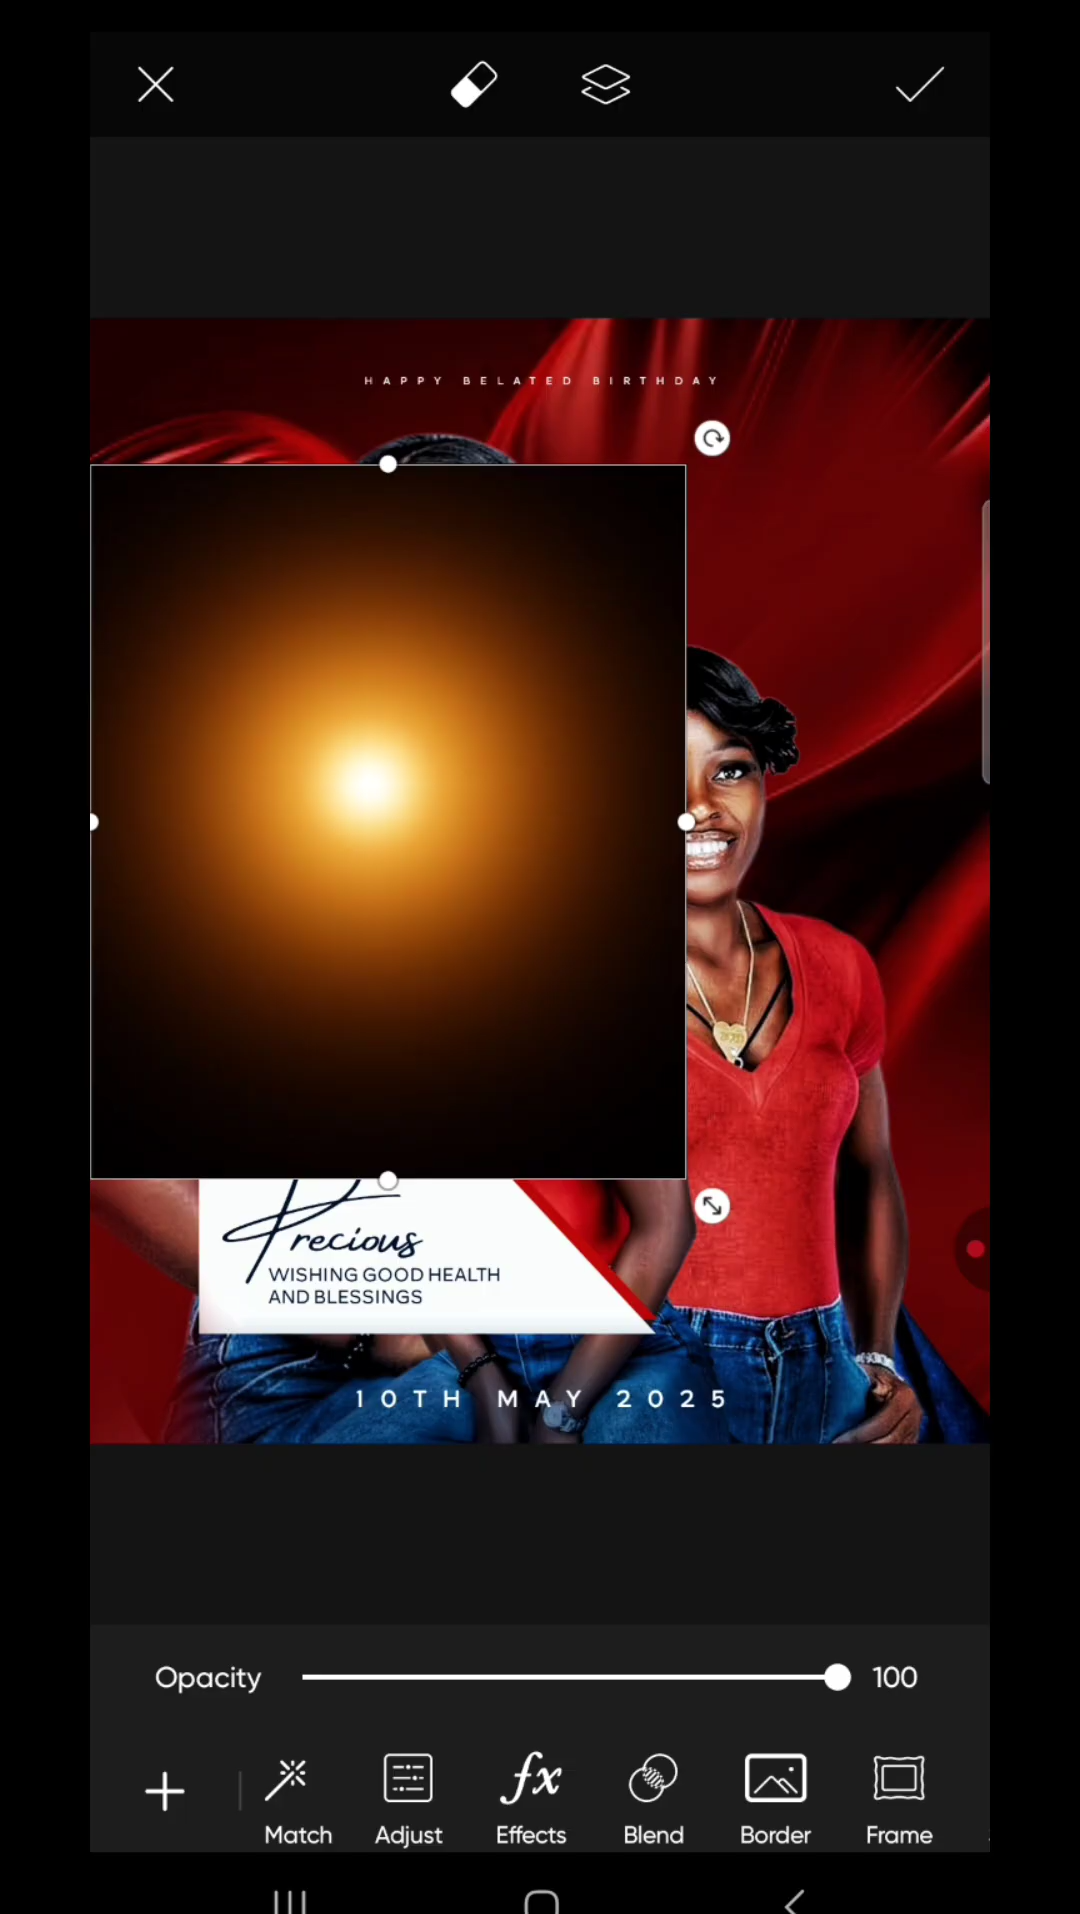 HAPPY BELATED BIRTHDAY
Precious
WISHING GOOD HEALTH
AND BLESSINGS
10TH MAY 2025
Opacity 100
Match Adjust Effects Blend Border Frame